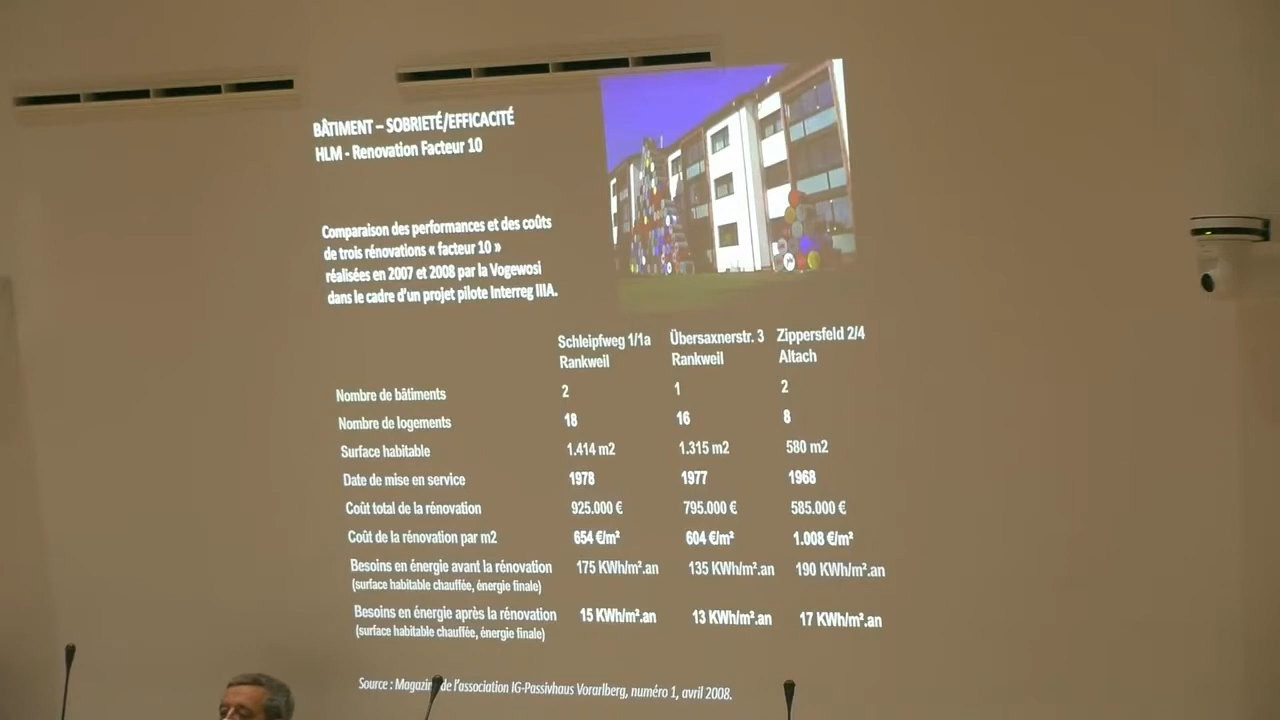 BÂTIMENT – SOBRIETÉ/EFFICACITÉ
HLM - Renovation Facteur 10
Comparaison des performances et des coûts
de trois rénovations « facteur 10 »
réalisées en 2007 et 2008 par la Vogewosi
dans le cadre d'un projet pilote Interreg IIIA.
Schleipfweg 1/1a Übersaxnerstr. 3 Zippersfeld 2/4
Rankweil Rankweil Altach
Nombre de bâtiments 2 1 2
Nombre de logements 18 16 8
Surface habitable 1.414 m2 1.315 m2 580 m2
Date de mise en service 1978 1977 1968
Coût total de la rénovation 925.000 € 795.000 € 585.000 €
Coût de la rénovation par m2 654 €/m² 604 €/m² 1.008 €/m²
Besoins en énergie avant la rénovation 175 KWh/m².an 135 KWh/m².an 190 KWh/m².an
(surface habitable chauffée, énergie finale)
Besoins en énergie après la rénovation 15 KWh/m².an 13 KWh/m².an 17 KWh/m².an
(surface habitable chauffée, énergie finale)
Source : Magazine de l'association IG-Passivhaus Vorarlberg, numéro 1, avril 2008.